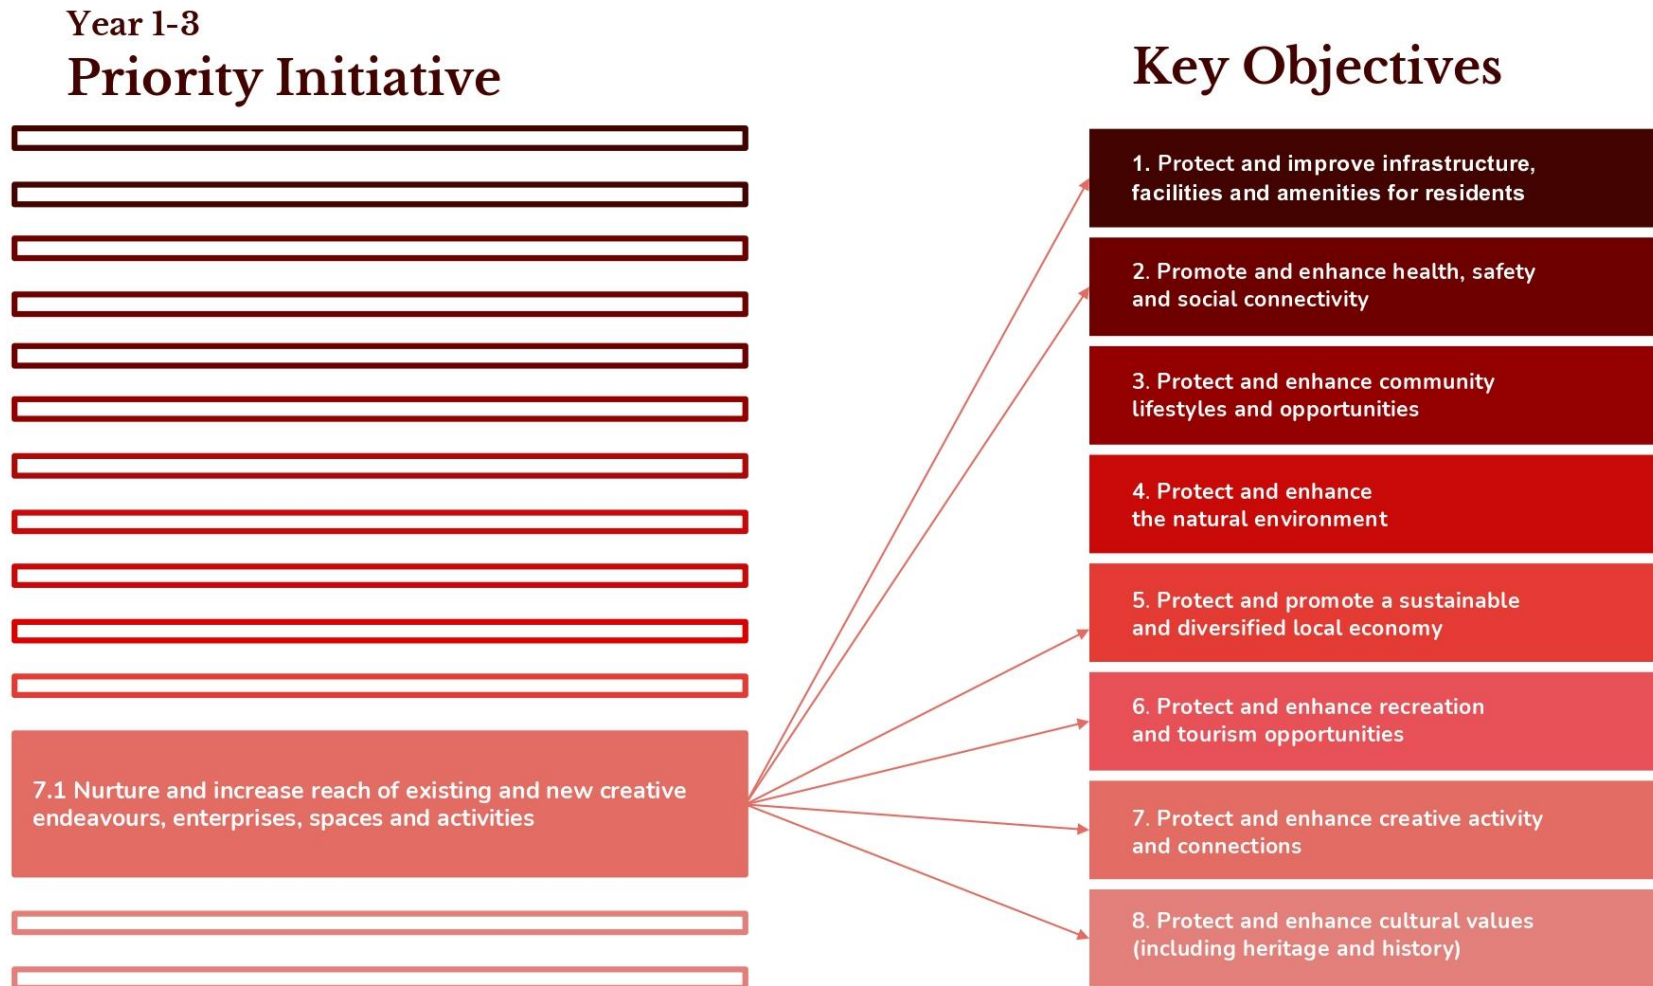 Year 1-3
Priority Initiative
7.1 Nurture and increase reach of existing and new creative
endeavours, enterprises, spaces and activities
Key Objectives
1. Protect and improve infrastructure,
facilities and amenities for residents
2. Promote and enhance health, safety
and social connectivity
3. Protect and enhance community
lifestyles and opportunities
4. Protect and enhance
the natural environment
5. Protect and promote a sustainable
and diversified local economy
6. Protect and enhance recreation
and tourism opportunities
7. Protect and enhance creative activity
and connections
8. Protect and enhance cultural values
(including heritage and history)